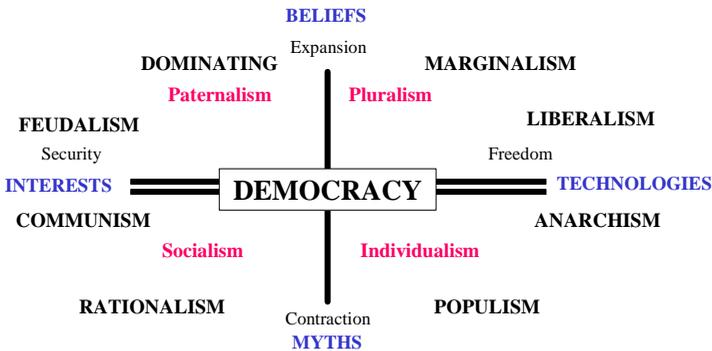 BELIEFS
Expansion
DOMINATING
MARGINALISM
Paternalism
Pluralism
FEUDALISM
LIBERALISM
Security
Freedom
INTERESTS
DEMOCRACY
TECHNOLOGIES
COMMUNISM
ANARCHISM
Socialism
Individualism
RATIONALISM
POPULISM
Contraction
MYTHS